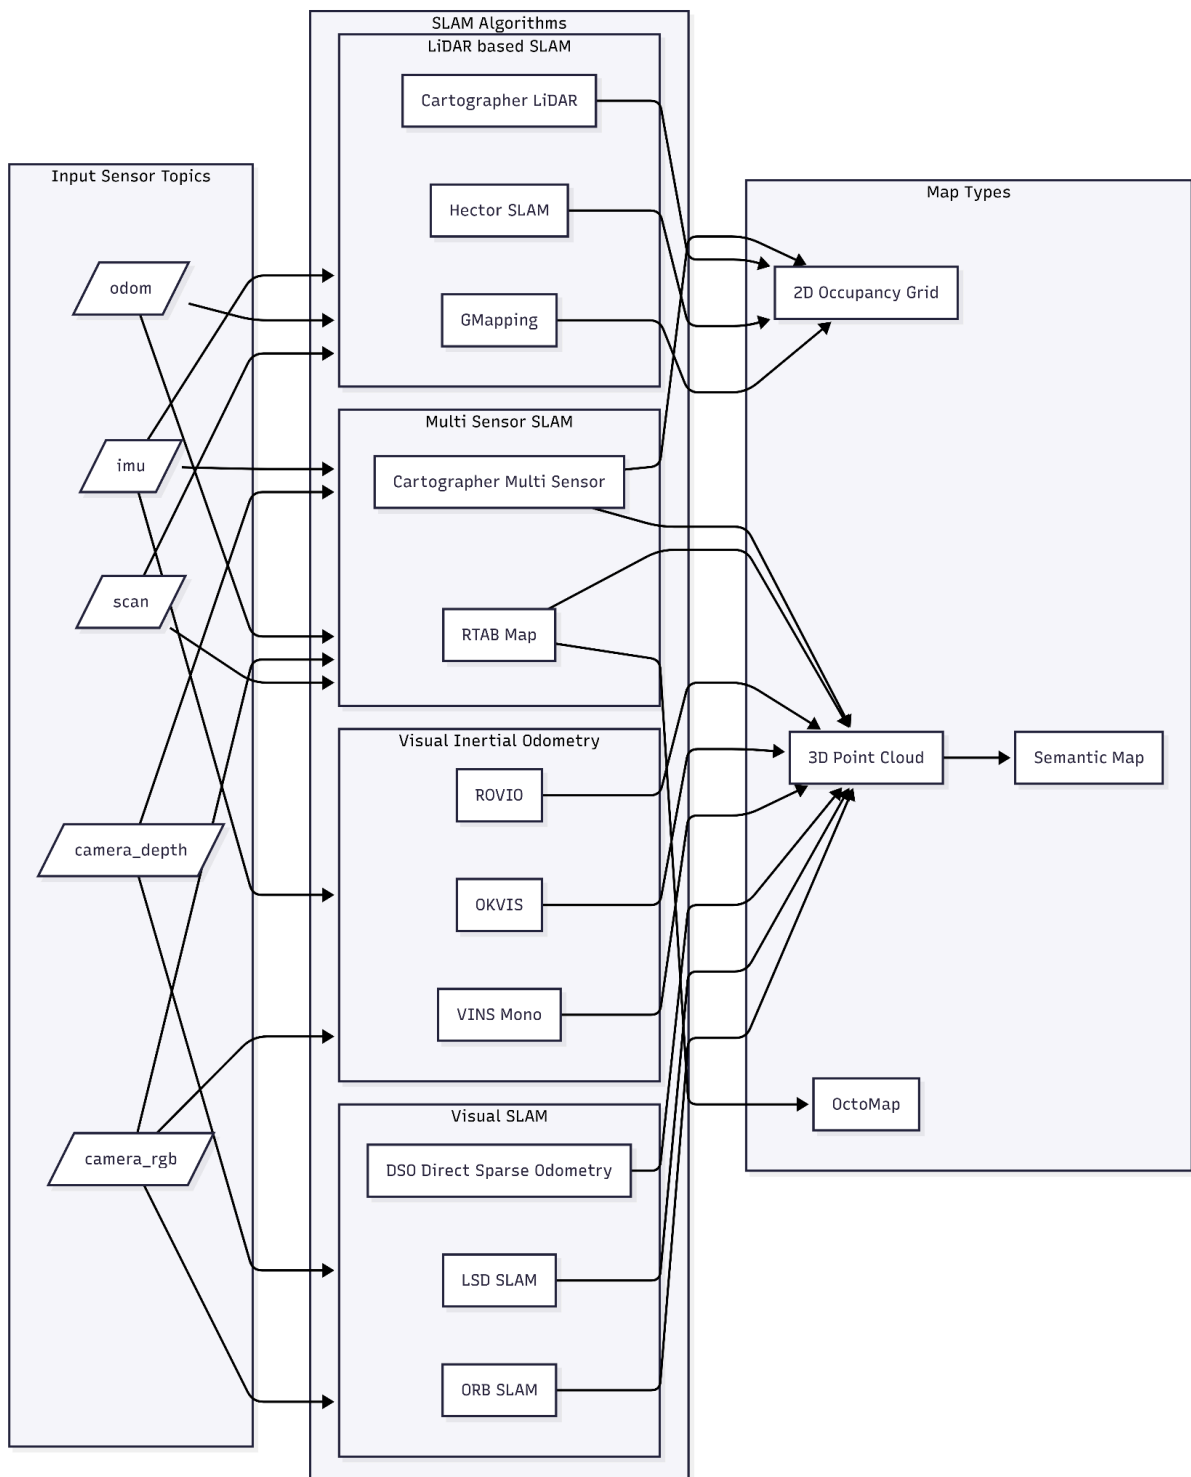 SLAM Algorithms
LiDAR based SLAM
Cartographer LiDAR
Hector SLAM
GMapping
Input Sensor Topics
odom
imu
scan
camera_depth
camera_rgb
Multi Sensor SLAM
Cartographer Multi Sensor
RTAB Map
Visual Inertial Odometry
ROVIO
OKVIS
VINS Mono
Visual SLAM
DSO Direct Sparse Odometry
LSD SLAM
ORB SLAM
Map Types
2D Occupancy Grid
3D Point Cloud
Semantic Map
OctoMap